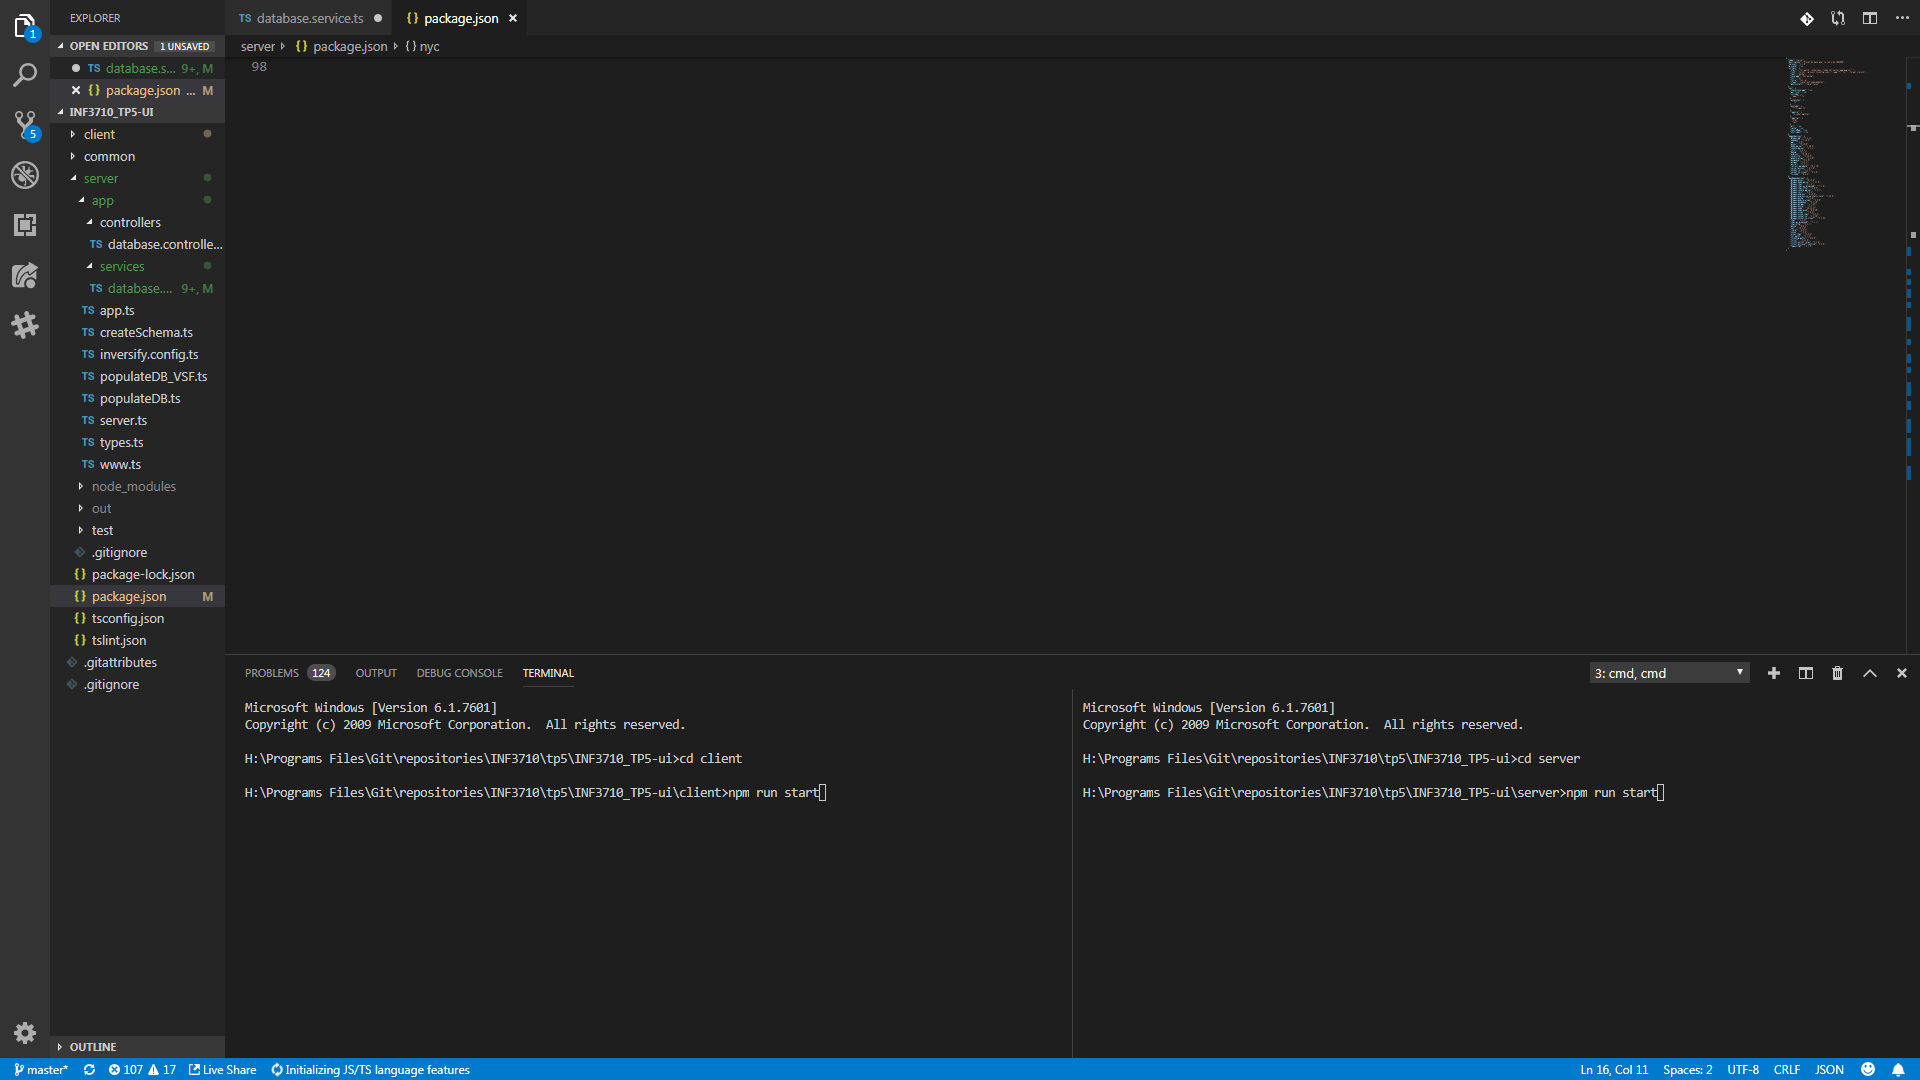 EXPLORER
OPEN EDITORS 1 UNSAVED
TS database.s... 9+, M
{} package.json ... M
INF3710_TP5-UI
client
common
server
app
controllers
TS database.controlle...
services
TS database.... 9+, M
TS app.ts
TS createSchema.ts
TS inversify.config.ts
TS populateDB_VSF.ts
TS populateDB.ts
TS server.ts
TS types.ts
TS www.ts
node_modules
out
test
.gitignore
{} package-lock.json
{} package.json M
{} tsconfig.json
{} tslint.json
.gitattributes
.gitignore
OUTLINE
1
5
TS database.service.ts
{} package.json
server {} package.json {} nyc
98
PROBLEMS 124 OUTPUT DEBUG CONSOLE TERMINAL
3: cmd, cmd
Microsoft Windows [Version 6.1.7601]
Copyright (c) 2009 Microsoft Corporation.  All rights reserved.
H:\Programs Files\Git\repositories\INF3710\tp5\INF3710_TP5-ui>cd client
H:\Programs Files\Git\repositories\INF3710\tp5\INF3710_TP5-ui\client>npm run start
Microsoft Windows [Version 6.1.7601]
Copyright (c) 2009 Microsoft Corporation.  All rights reserved.
H:\Programs Files\Git\repositories\INF3710\tp5\INF3710_TP5-ui>cd server
H:\Programs Files\Git\repositories\INF3710\tp5\INF3710_TP5-ui\server>npm run start
master* 107 17 Live Share Initializing JS/TS language features
Ln 16, Col 11 Spaces: 2 UTF-8 CRLF JSON